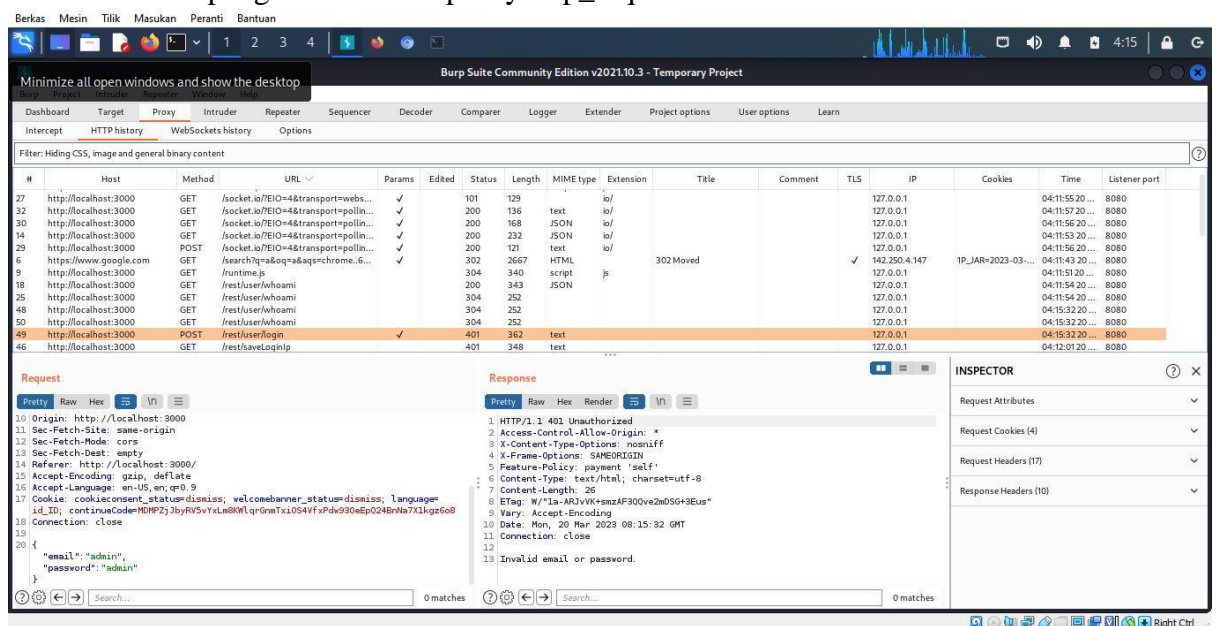 Berkas Mesin Tilik Masukan Peranti Bantuan
1 2 3 4 4:15
Minimize all open windows and show the desktop
Burp Suite Community Edition v2021.10.3 - Temporary Project
Burp Project Intruder Repeater Window Help
Dashboard Target Proxy Intruder Repeater Sequencer Decoder Comparer Logger Extender Project options User options Learn
Intercept HTTP history WebSockets history Options
Filter: Hiding CSS, image and general binary content
# Host Method URL Params Edited Status Length MIME type Extension Title Comment TLS IP Cookies Time Listener port
27 http://localhost:3000 GET /socket.io/?EIO=4&transport=webs... ✓ 101 129 io/ 127.0.0.1 04:11:55 20 ... 8080
32 http://localhost:3000 GET /socket.io/?EIO=4&transport=pollin... ✓ 200 136 text io/ 127.0.0.1 04:11:57 20 ... 8080
30 http://localhost:3000 GET /socket.io/?EIO=4&transport=pollin... ✓ 200 168 JSON io/ 127.0.0.1 04:11:56 20 ... 8080
14 http://localhost:3000 GET /socket.io/?EIO=4&transport=pollin... ✓ 200 232 JSON io/ 127.0.0.1 04:11:53 20 ... 8080
29 http://localhost:3000 POST /socket.io/?EIO=4&transport=pollin... ✓ 200 121 text io/ 127.0.0.1 04:11:56 20 ... 8080
6 https://www.google.com GET /search?q=a&oq=a&aqs=chrome..6... ✓ 302 2667 HTML 302 Moved ✓ 142.250.4.147 1P_JAR=2023-03-... 04:11:43 20 ... 8080
9 http://localhost:3000 GET /runtime.js 304 340 script js 127.0.0.1 04:11:51 20 ... 8080
18 http://localhost:3000 GET /rest/user/whoami 200 343 JSON 127.0.0.1 04:11:54 20 ... 8080
25 http://localhost:3000 GET /rest/user/whoami 304 252 127.0.0.1 04:11:54 20 ... 8080
48 http://localhost:3000 GET /rest/user/whoami 304 252 127.0.0.1 04:15:32 20 ... 8080
50 http://localhost:3000 GET /rest/user/whoami 304 252 127.0.0.1 04:15:32 20 ... 8080
49 http://localhost:3000 POST /rest/user/login ✓ 401 362 text 127.0.0.1 04:15:32 20 ... 8080
46 http://localhost:3000 GET /rest/saveLoginIp 401 348 text 127.0.0.1 04:12:01 20 ... 8080
Request
Pretty Raw Hex \n
10 Origin: http://localhost:3000
11 Sec-Fetch-Site: same-origin
12 Sec-Fetch-Mode: cors
13 Sec-Fetch-Dest: empty
14 Referer: http://localhost:3000/
15 Accept-Encoding: gzip, deflate
16 Accept-Language: en-US,en;q=0.9
17 Cookie: cookieconsent_status=dismiss; welcomebanner_status=dismiss; language=
id_ID; continueCode=
18 Connection: close
19
20 {
"email":"admin",
"password":"admin"
}
Search... 0 matches
Response
Pretty Raw Hex Render \n
1 HTTP/1.1 401 Unauthorized
2 Access-Control-Allow-Origin: *
3 X-Content-Type-Options: nosniff
4 X-Frame-Options: SAMEORIGIN
5 Feature-Policy: payment 'self'
6 Content-Type: text/html; charset=utf-8
7 Content-Length: 26
8 ETag:
9 Vary: Accept-Encoding
10 Date: Mon, 20 Mar 2023 08:15:32 GMT
11 Connection: close
12
13 Invalid email or password.
Search... 0 matches
INSPECTOR
Request Attributes
Request Cookies (4)
Request Headers (17)
Response Headers (10)
Right Ctrl